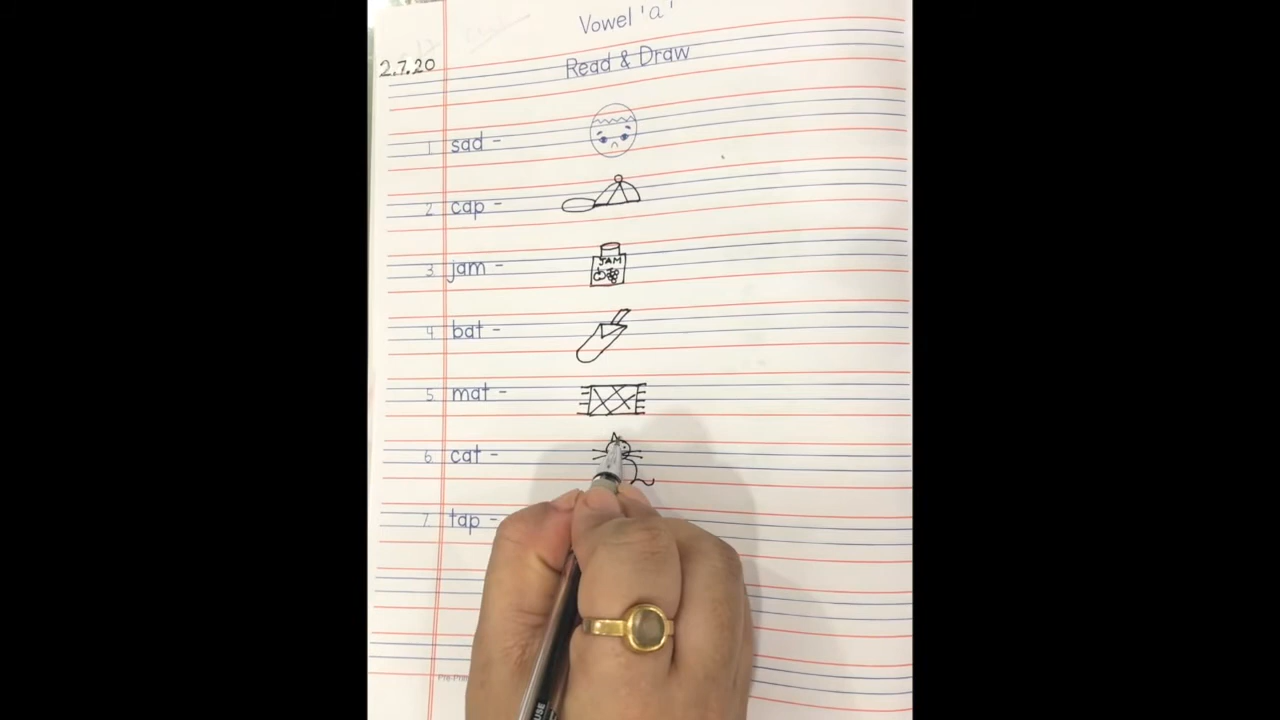 Vowel 'a'
2.7.20
Read & Draw
1. sad -
2. cap -
3. jam -
JAM
4. bat -
5. mat -
6. cat -
7. tap -